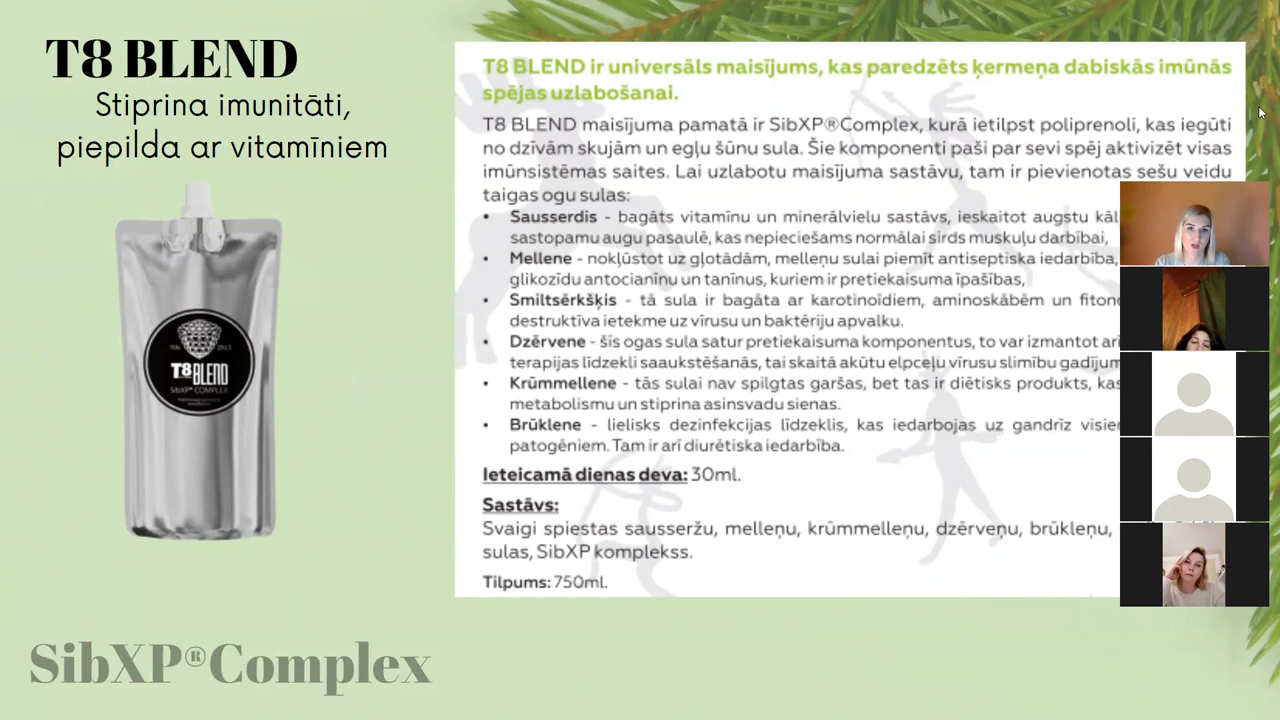 T8 BLEND
Stiprina imunitāti,
piepilda ar vitamīniem
T8 BLEND
SibXP® COMPLEX
SibXP®Complex
T8 BLEND ir universāls maisījums, kas paredzēts ķermeņa dabiskās imūnās
spējas uzlabošanai.
T8 BLEND maisījuma pamatā ir SibXP®Complex, kurā ietilpst poliprenoli, kas iegūti
no dzīvām skujām un egļu šūnu sula. Šie komponenti paši par sevi spēj aktivizēt visas
imūnsistēmas saites. Lai uzlabotu maisījuma sastāvu, tam ir pievienotas sešu veidu
taigas ogu sulas:
• Sausserdis - bagāts vitamīnu un minerālvielu sastāvs, ieskaitot augstu
sastopamu augu pasaulē, kas nepieciešams normālai sirds muskuļu darbībai,
• Mellene - nokļūstot uz gļotādām, melleņu sulai piemīt antiseptiska iedarbība,
glikozīdu antocianīnu un tanīnus, kuriem ir pretiekaisuma īpašības,
• Smiltsērkšķis - tā sula ir bagāta ar karotinoīdiem, aminoskābēm un
destruktīva ietekme uz vīrusu un baktēriju apvalku.
• Dzērvene - šīs ogas sula satur pretiekaisuma komponentus, to var izmantot
terapijas līdzekli saaukstēšanās, tai skaitā akūtu elpceļu vīrusu slimību
• Krūmmellene - tās sulai nav spilgtas garšas, bet tas ir diētisks produkts,
metabolismu un stiprina asinsvadu sienas.
• Brūklene - lielisks dezinfekcijas līdzeklis, kas iedarbojas uz gandrīz
patogēniem. Tam ir arī diurētiska iedarbība.
Ieteicamā dienas deva: 30ml.
Sastāvs:
Svaigi spiestas sausseržu, melleņu, krūmmelleņu, dzērveņu, brūkleņu,
sulas, SibXP komplekss.
Tilpums: 750ml.